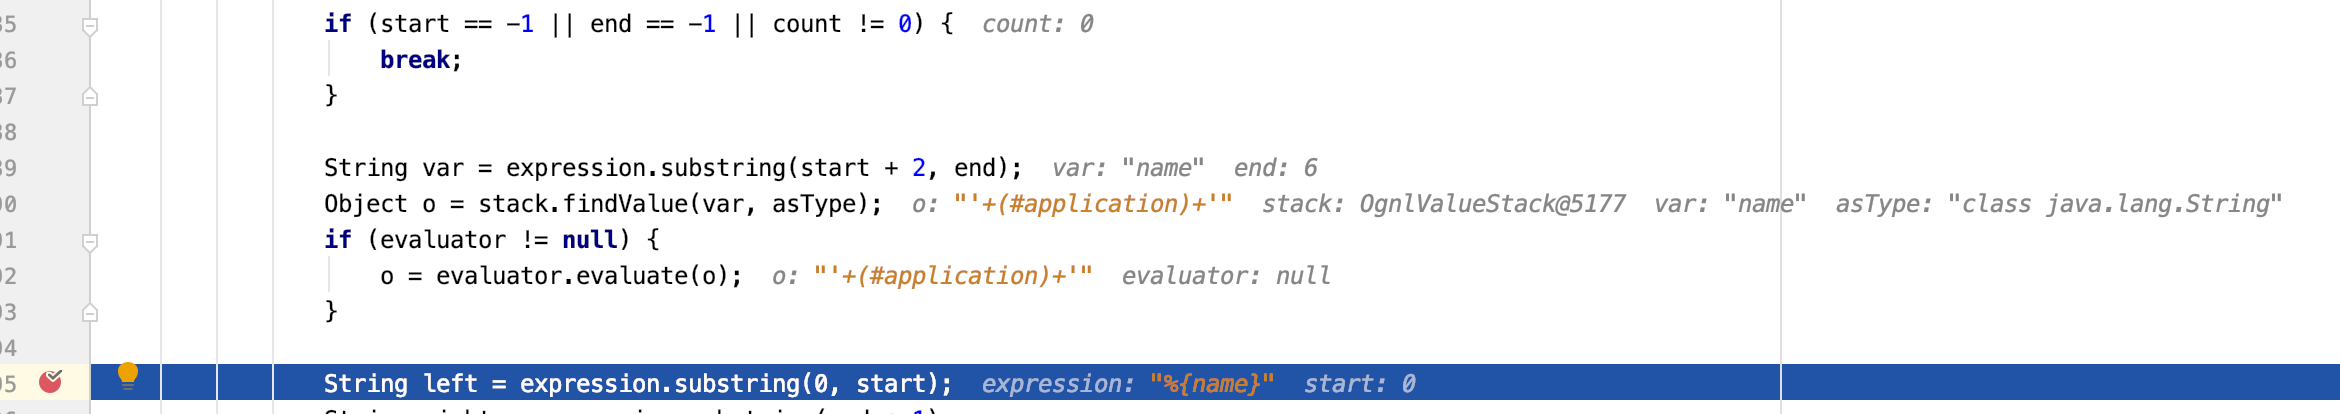 35 if (start == -1 || end == -1 || count != 0) { count: 0
36 break;
37 }
38
39 String var = expression.substring(start + 2, end); var: "name" end: 6
90 Object o = stack.findValue(var, asType); o: "'+(#application)+'" stack: OgnlValueStack@5177 var: "name" asType: "class java.lang.String"
91 if (evaluator != null) {
92 o = evaluator.evaluate(o); o: "'+(#application)+'" evaluator: null
93 }
94
95 String left = expression.substring(0, start); expression: "%{name}" start: 0